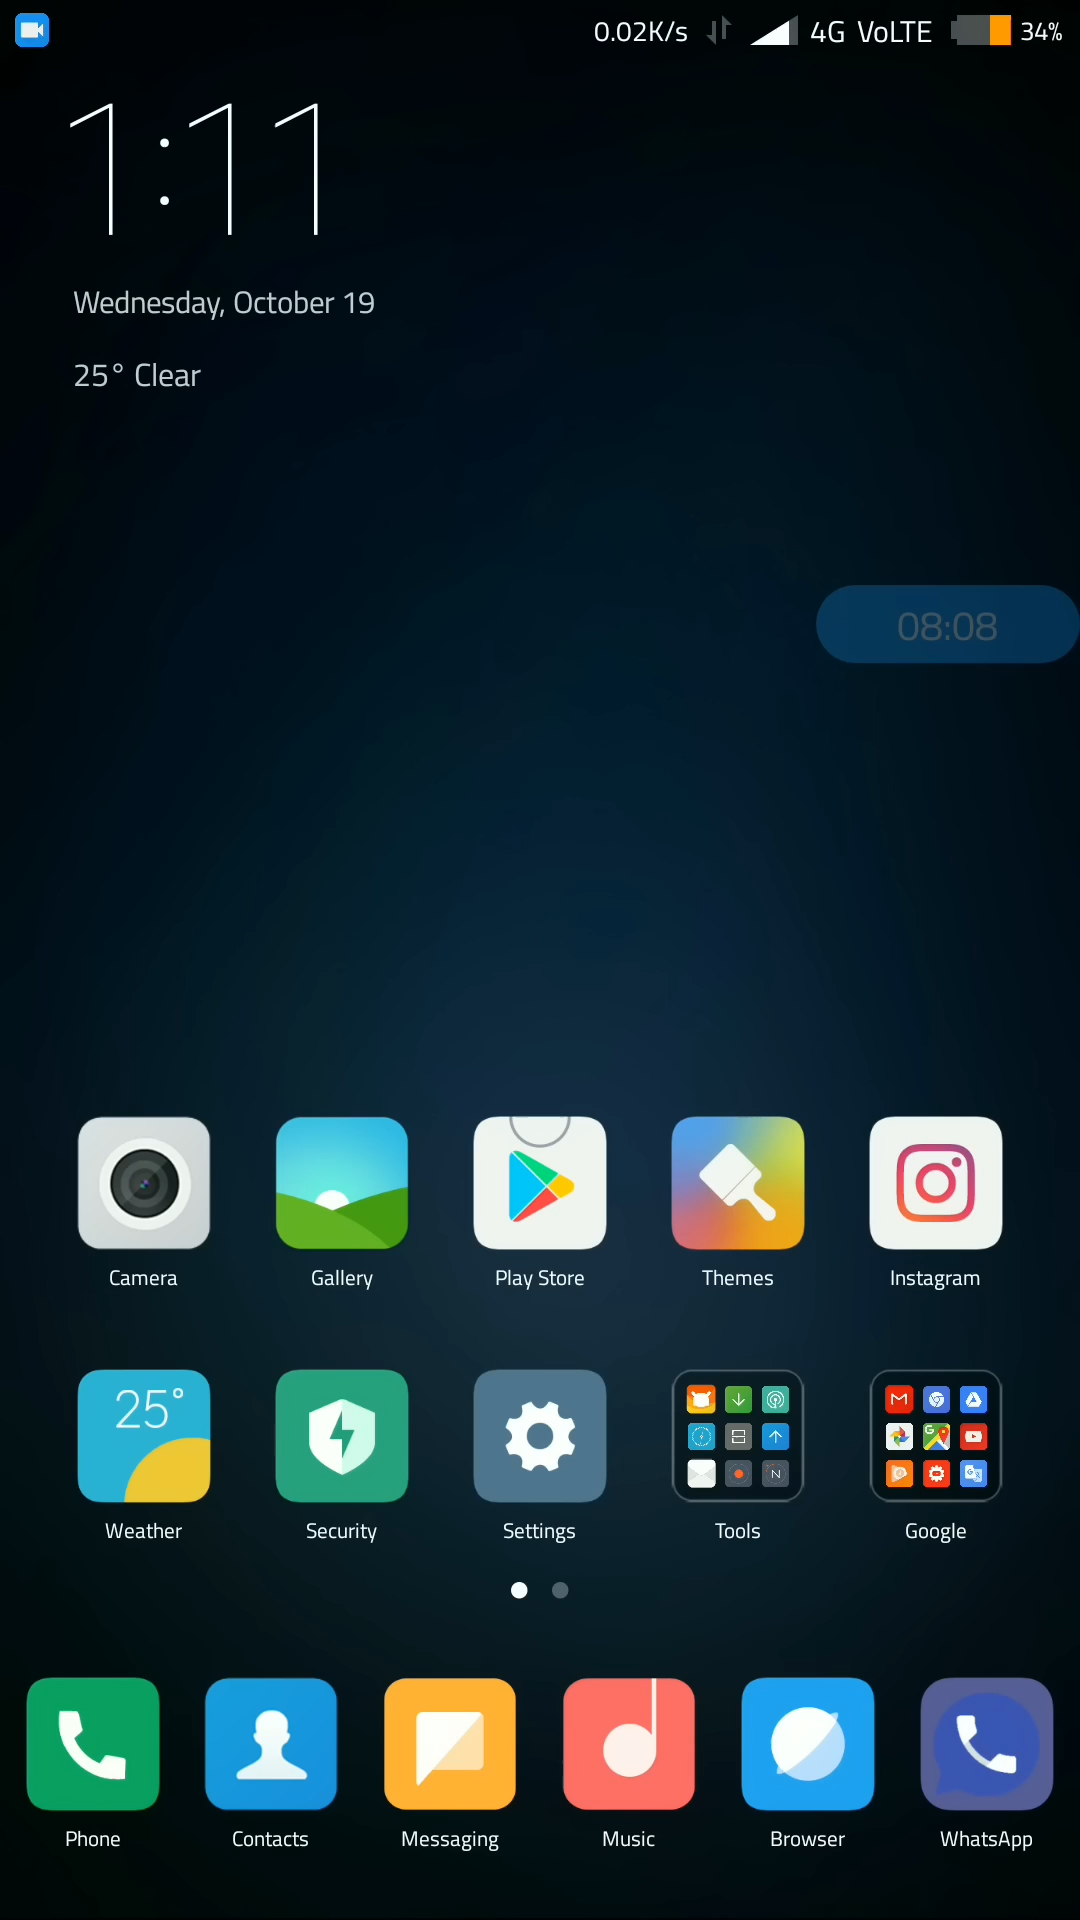 0.02K/s 4G VoLTE 34%
1:11
Wednesday, October 19
25° Clear
08:08
Camera Gallery Play Store Themes Instagram
25°
N
Weather Security Settings Tools Google
Phone Contacts Messaging Music Browser WhatsApp